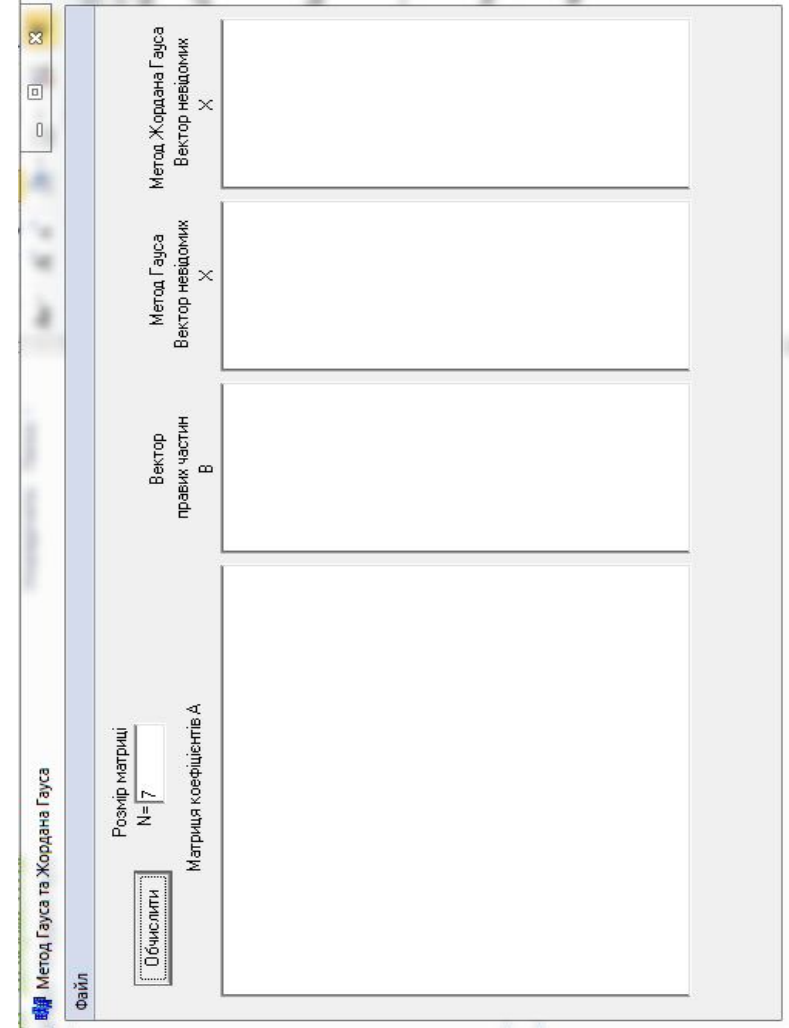 Метод Гауса та Жордана Гауса
Файл
Обчислити
Розмір матриці
N= 7
Матриця коефіцієнтів А
Вектор
правих частин
В
Метод Гауса
Вектор невідомих
X
Метод Жордана Гауса
Вектор невідомих
X